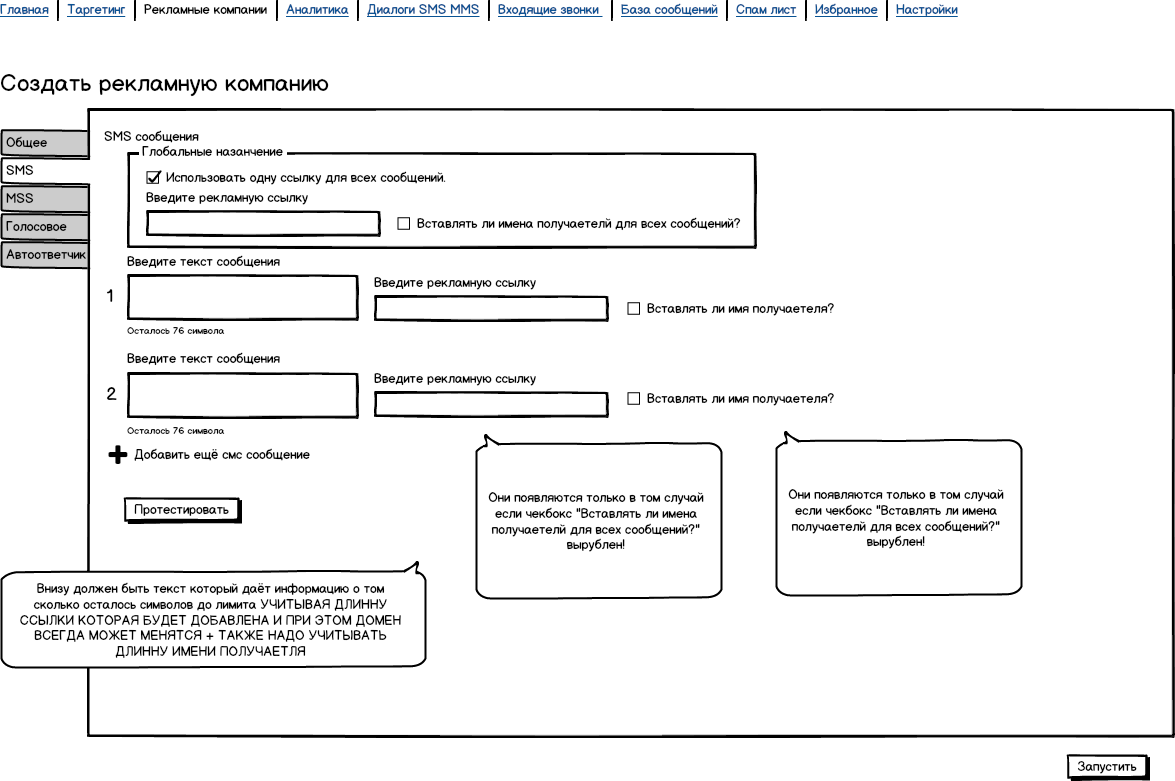 Главная Таргетинг Рекламные компании Аналитика Диалоги SMS MMS Входящие звонки База сообщений Спам лист Избранное Настройки
Создать рекламную компанию
Общее
SMS
MSS
Голосовое
Автоответчик
SMS сообщения
Глобальные назанчение
Использовать одну ссылку для всех сообщений.
Введите рекламную ссылку
Вставлять ли имена получаетелй для всех сообщений?
Введите текст сообщения
1
Введите рекламную ссылку
Вставлять ли имя получаетеля?
Осталось 76 символа
Введите текст сообщения
2
Введите рекламную ссылку
Вставлять ли имя получаетеля?
Осталось 76 символа
Добавить ещё смс сообщение
Протестировать
Они появляются только в том случай
если чекбокс "Вставлять ли имена
получаетелй для всех сообщений?"
вырублен!
Они появляются только в том случай
если чекбокс "Вставлять ли имена
получаетелй для всех сообщений?"
вырублен!
Внизу должен быть текст который даёт информацию о том
сколько осталось символов до лимита УЧИТЫВАЯ ДЛИННУ
ССЫЛКИ КОТОРАЯ БУДЕТ ДОБАВЛЕНА И ПРИ ЭТОМ ДОМЕН
ВСЕГДА МОЖЕТ МЕНЯТСЯ + ТАКЖЕ НАДО УЧИТЫВАТЬ
ДЛИННУ ИМЕНИ ПОЛУЧАЕТЛЯ
Запустить